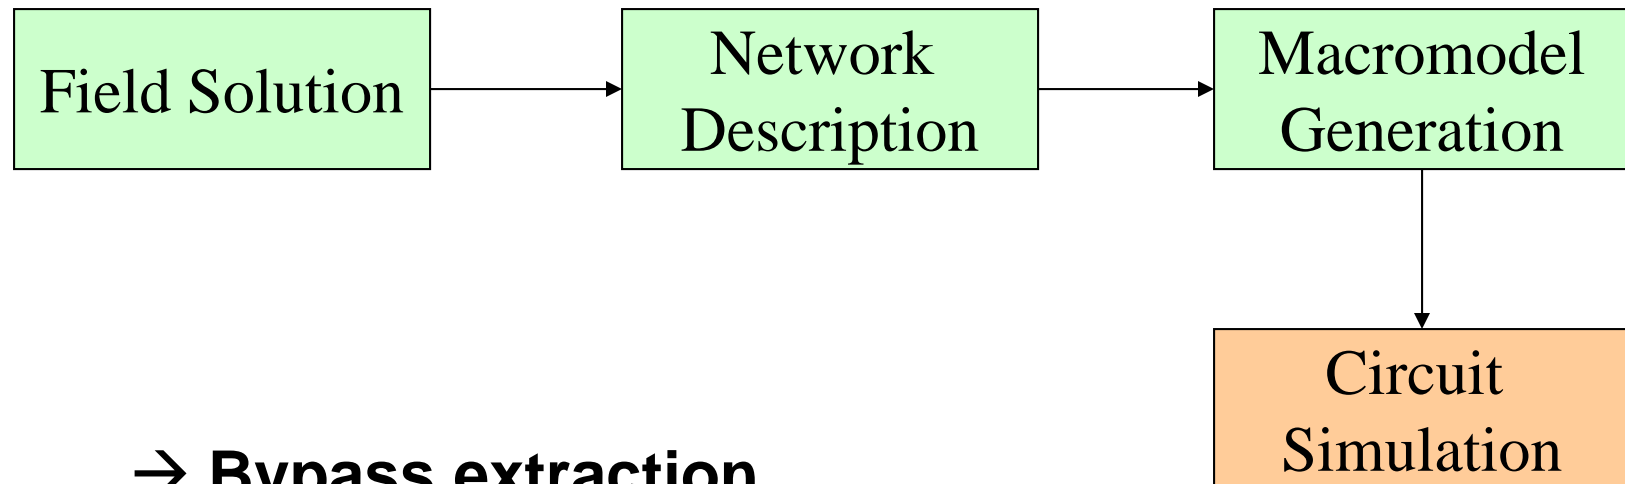 Field Solution
Network
Description
Macromodel
Generation
Circuit
Simulation
→ Bypass extraction